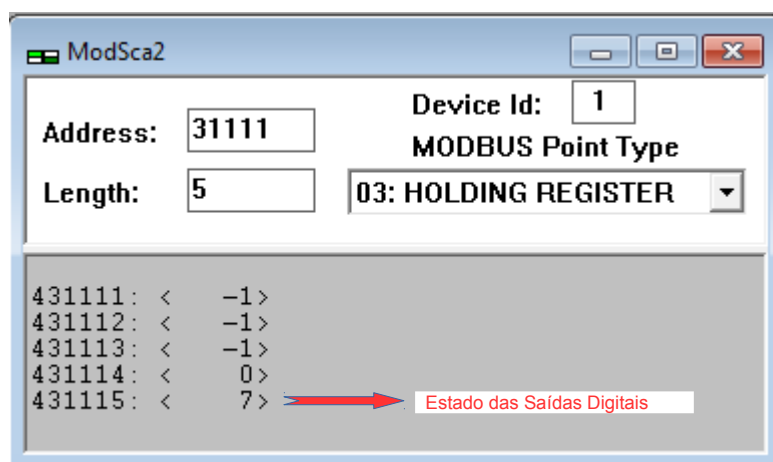 ModSca2
Device Id: 1
Address: 31111
MODBUS Point Type
Length: 5
03: HOLDING REGISTER
431111: < -1>
431112: < -1>
431113: < -1>
431114: < 0>
431115: < 7> Estado das Saídas Digitais